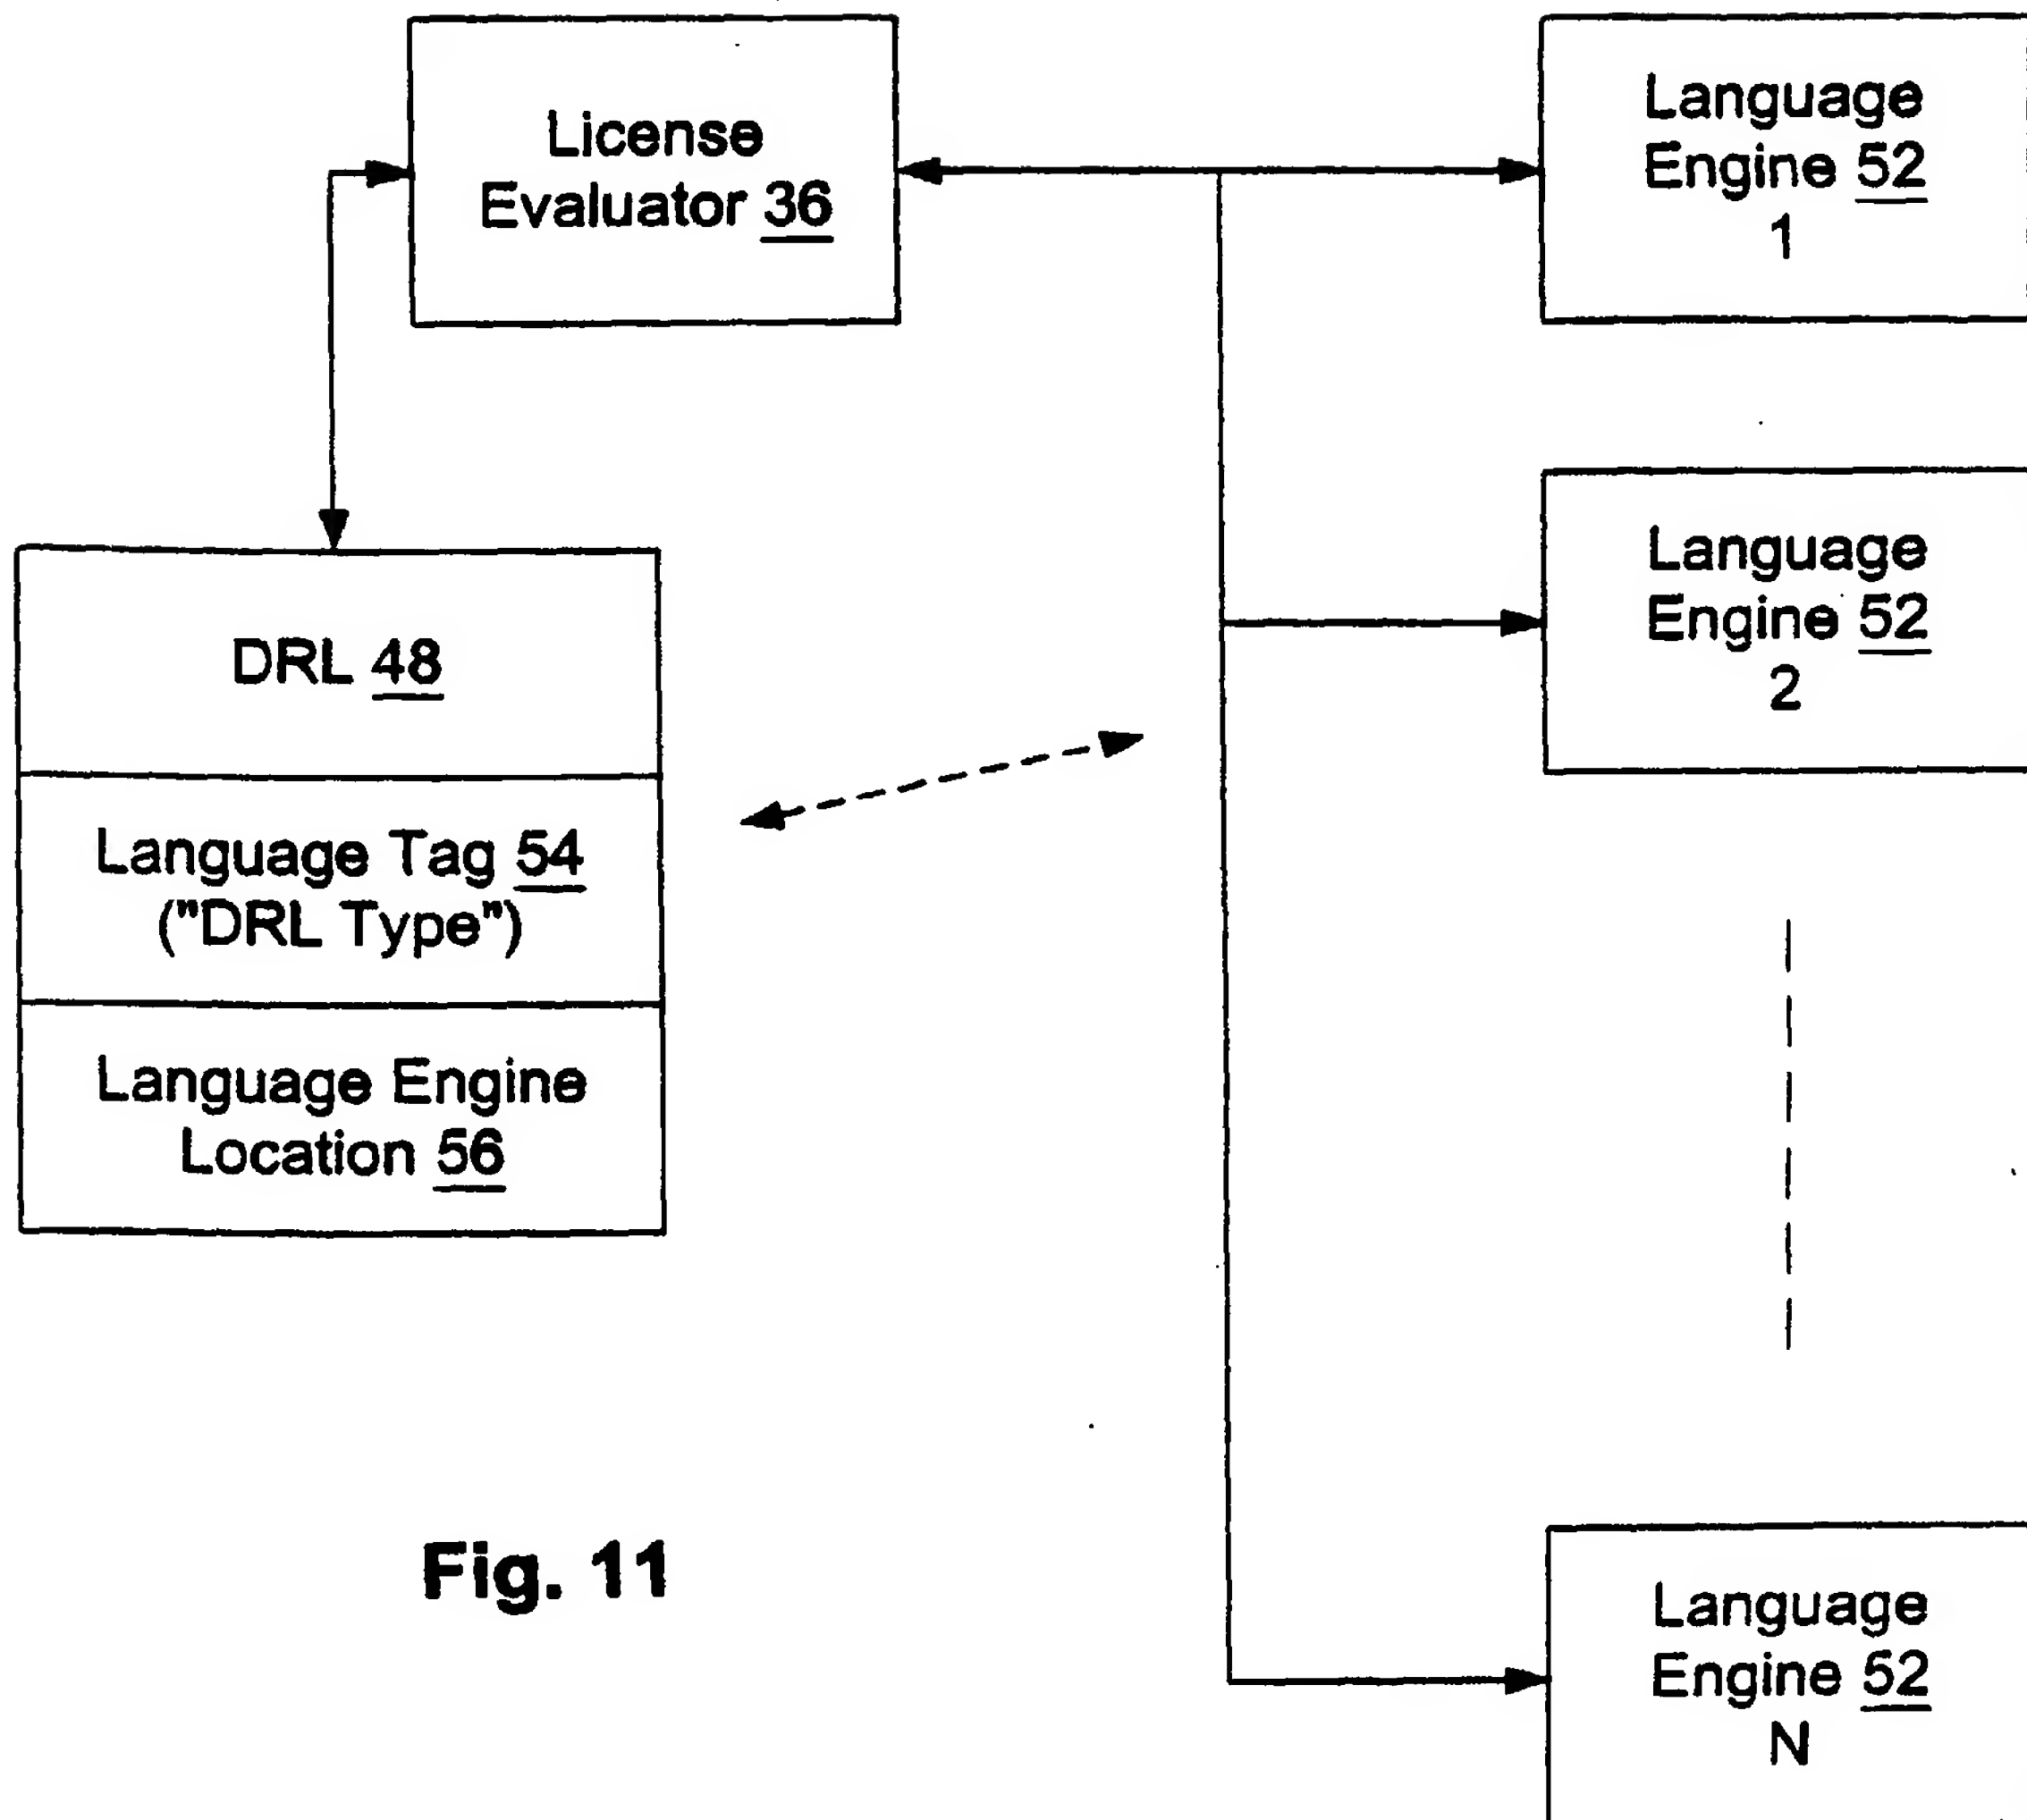 License
Evaluator 36
Language
Engine 52
1
Language
Engine 52
2
DRL 48
Language Tag 54
("DRL Type")
Language Engine
Location 56
Fig. 11
Language
Engine 52
N